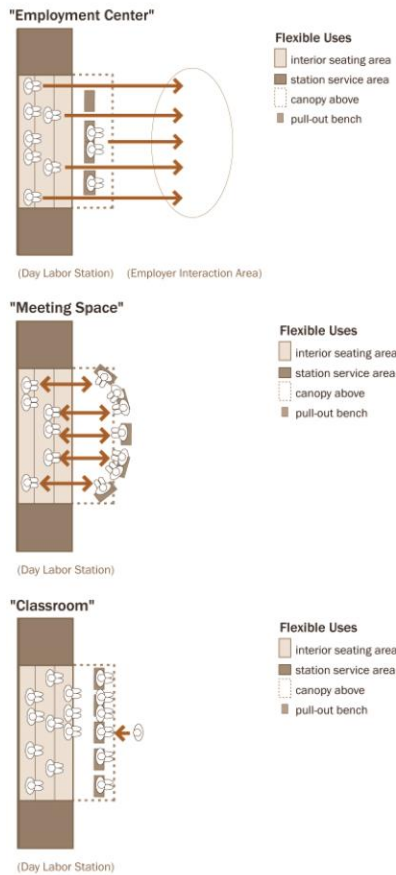 "Employment Center"
Flexible Uses
interior seating area
station service area
canopy above
pull-out bench
(Day Labor Station) (Employer Interaction Area)
"Meeting Space"
Flexible Uses
interior seating area
station service area
canopy above
pull-out bench
(Day Labor Station)
"Classroom"
Flexible Uses
interior seating area
station service area
canopy above
pull-out bench
(Day Labor Station)